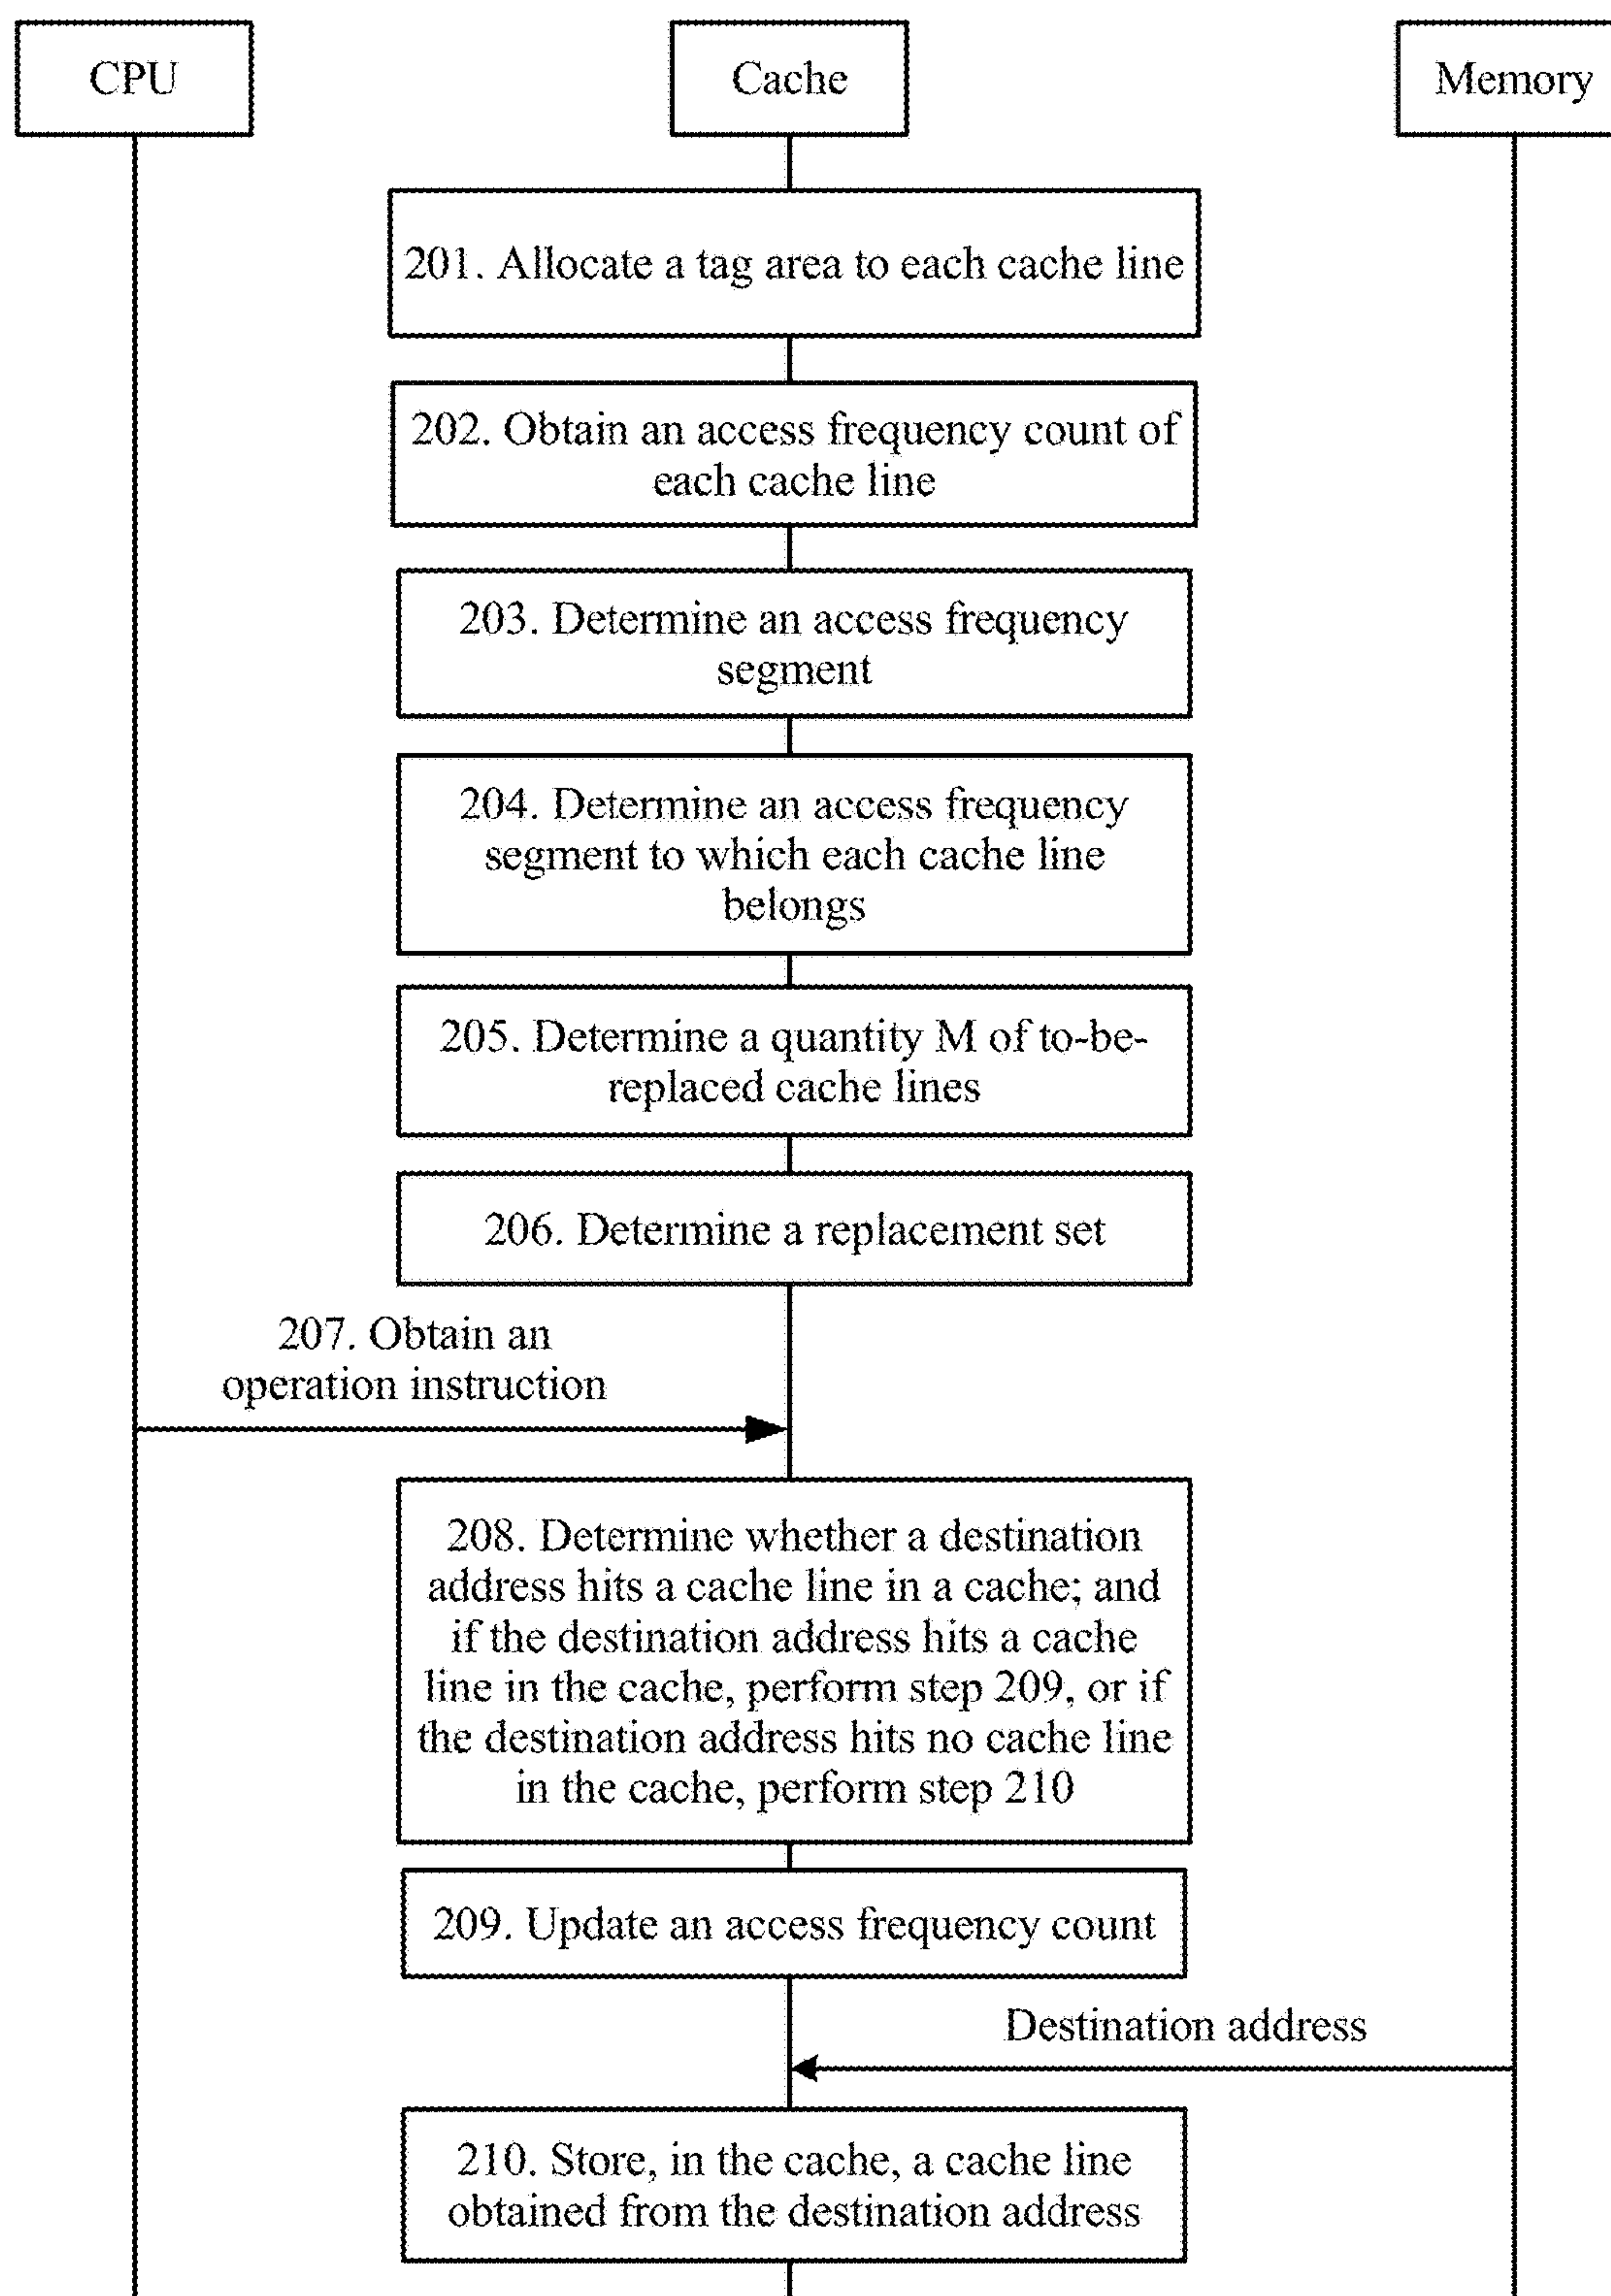 CPU
Cache
Memory
201. Allocate a tag area to each cache line
202. Obtain an access frequency count of
each cache line
203. Determine an access frequency
segment
204. Determine an access frequency
segment to which each cache line
belongs
205. Determine a quantity M of to-be-
replaced cache lines
206. Determine a replacement set
207. Obtain an
operation instruction
208. Determine whether a destination
address hits a cache line in a cache; and
if the destination address hits a cache
line in the cache, perform step 209, or if
the destination address hits no cache line
in the cache, perform step 210
209. Update an access frequency count
Destination address
210. Store, in the cache, a cache line
obtained from the destination address